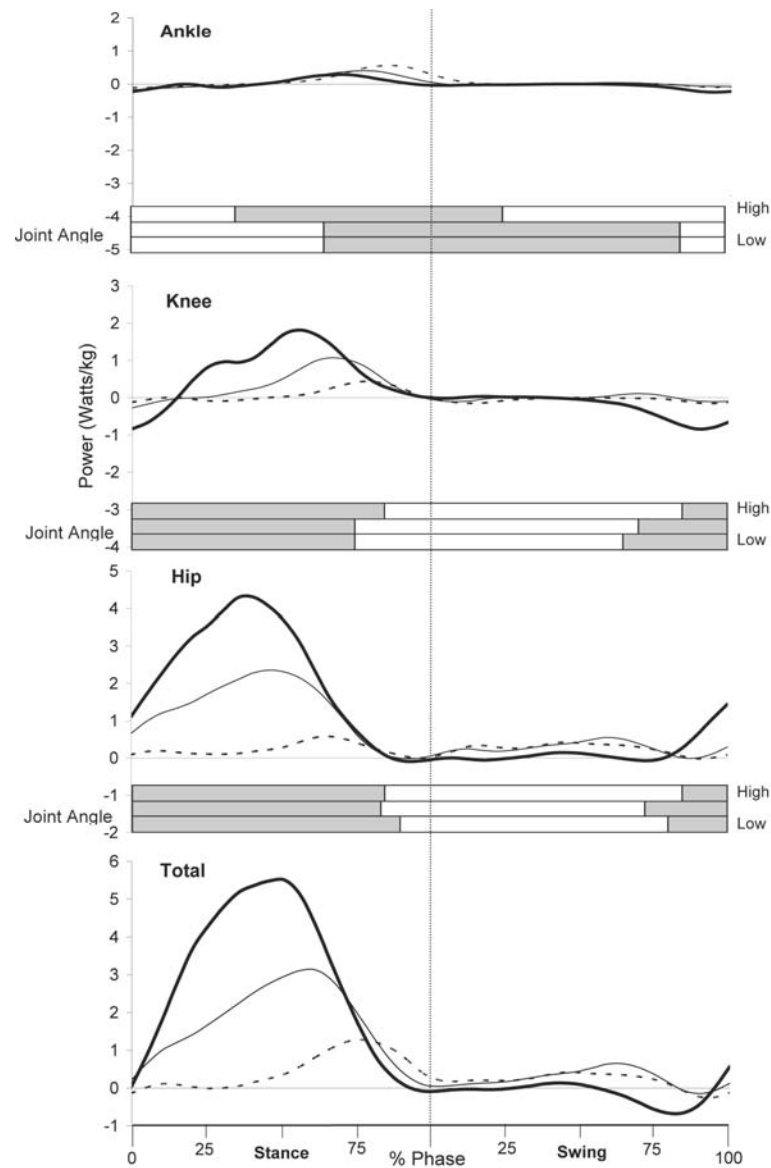 Ankle
2
1
0
-1
-2
-3
-4
-5
High
Joint Angle
Low
Knee
3
2
1
0
-1
-2
-3
-4
Power (Watts/kg)
High
Joint Angle
Low
Hip
5
4
3
2
1
0
-1
-2
High
Joint Angle
Low
Total
6
5
4
3
2
1
0
-1
0 25 Stance 75 % Phase 25 Swing 75 100